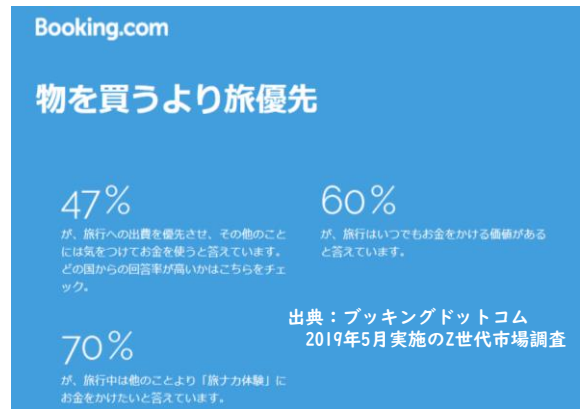 Booking.com
物を買うより旅優先
47%
が、旅行への出費を優先させ、その他のこと
には気をつけてお金を使うと答えています。
どの国からの回答率が高いかはこちらをチェ
ック。
60%
が、旅行はいつでもお金をかける価値がある
と答えています。
70%
が、旅行中は他のことより「旅ナカ体験」に
お金をかけたいと答えています。
出典：ブッキングドットコム
2019年5月実施のZ世代市場調査